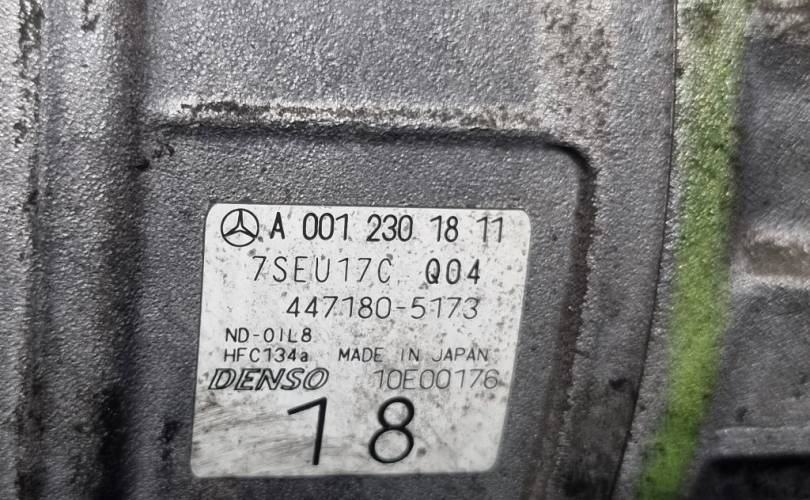 A 001 230 18 11
7SEU17C Q04
447180-5173
ND-OIL8
HFC134a MADE IN JAPAN
DENSO 10E00176
18